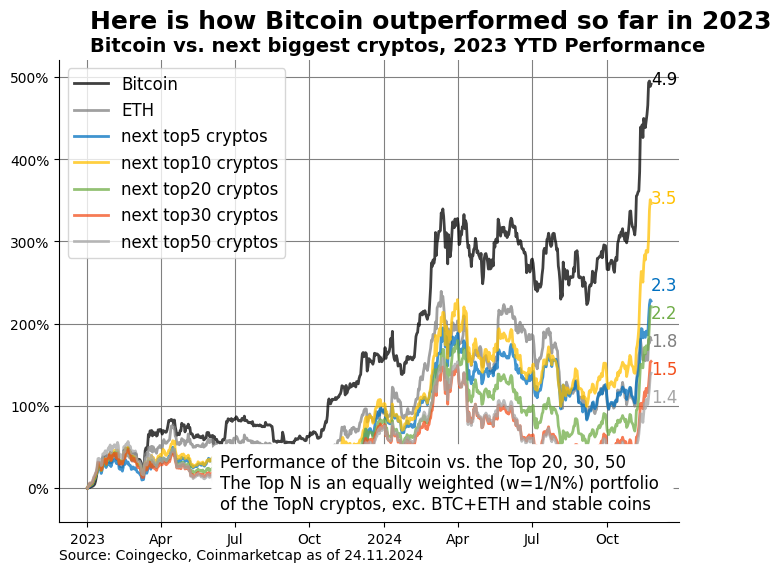 Here is how Bitcoin outperformed so far in 2023
Bitcoin vs. next biggest cryptos, 2023 YTD Performance
500%
400%
300%
200%
100%
0%
Bitcoin
ETH
next top5 cryptos
next top10 cryptos
next top20 cryptos
next top30 cryptos
next top50 cryptos
4.9
3.5
2.3
2.2
1.8
1.5
1.4
Performance of the Bitcoin vs. the Top 20, 30, 50
The Top N is an equally weighted (w=1/N%) portfolio
of the TopN cryptos, exc. BTC+ETH and stable coins
2023 Apr Jul Oct 2024 Apr Jul Oct
Source: Coingecko, Coinmarketcap as of 24.11.2024